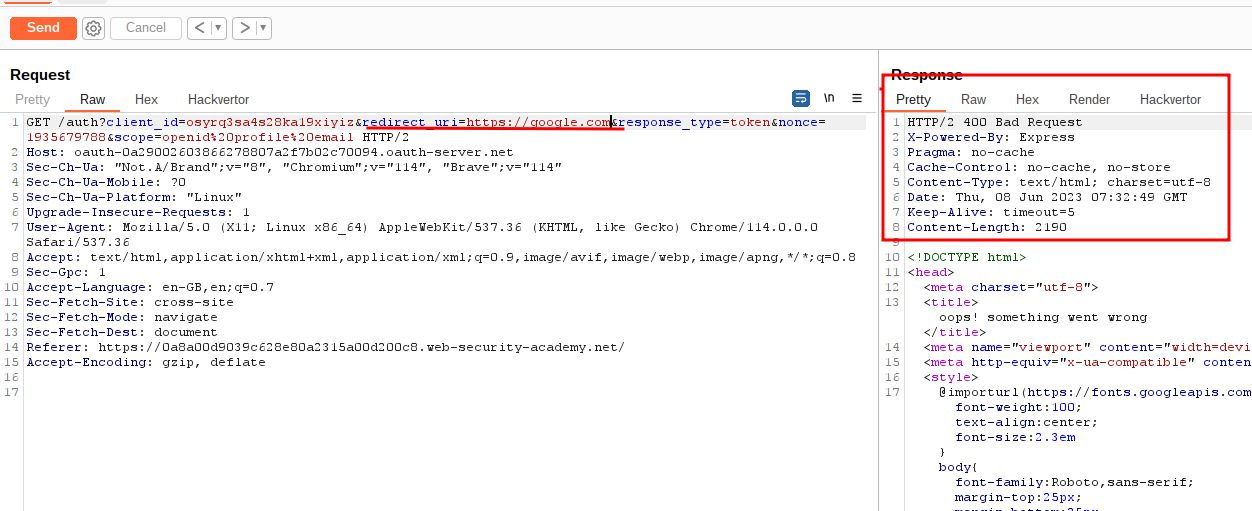 Send
Cancel
< ▼
> ▼
Request
Pretty Raw Hex Hackvertor
\n
1 GET /auth?client_id=osyrq3sa4s28ka19xiyiz&redirect_uri=https://google.com&response_type=token&nonce=
1935679788&scope=openid%20profile%20email HTTP/2
2 Host: oauth-0a29002603866278807a2f7b02c70094.oauth-server.net
3 Sec-Ch-Ua: "Not.A/Brand";v="8", "Chromium";v="114", "Brave";v="114"
4 Sec-Ch-Ua-Mobile: ?0
5 Sec-Ch-Ua-Platform: "Linux"
6 Upgrade-Insecure-Requests: 1
7 User-Agent: Mozilla/5.0 (X11; Linux x86_64) AppleWebKit/537.36 (KHTML, like Gecko) Chrome/114.0.0.0
Safari/537.36
8 Accept: text/html,application/xhtml+xml,application/xml;q=0.9,image/avif,image/webp,image/apng,*/*;q=0.8
9 Sec-Gpc: 1
10 Accept-Language: en-GB,en;q=0.7
11 Sec-Fetch-Site: cross-site
12 Sec-Fetch-Mode: navigate
13 Sec-Fetch-Dest: document
14 Referer: https://0a8a00d9039c628e80a2315a00d200c8.web-security-academy.net/
15 Accept-Encoding: gzip, deflate
16
17
Response
Pretty Raw Hex Render Hackvertor
1 HTTP/2 400 Bad Request
2 X-Powered-By: Express
3 Pragma: no-cache
4 Cache-Control: no-cache, no-store
5 Content-Type: text/html; charset=utf-8
6 Date: Thu, 08 Jun 2023 07:32:49 GMT
7 Keep-Alive: timeout=5
8 Content-Length: 2190
9
10 <!DOCTYPE html>
11 <head>
12 <meta charset="utf-8">
13 <title>
oops! something went wrong
</title>
14 <meta name="viewport" content="width=devi
15 <meta http-equiv="x-ua-compatible" conten
16 <style>
17 @importurl(https://fonts.googleapis.com
font-weight:100;
text-align:center;
font-size:2.3em
}
body{
font-family:Roboto,sans-serif;
margin-top:25px;